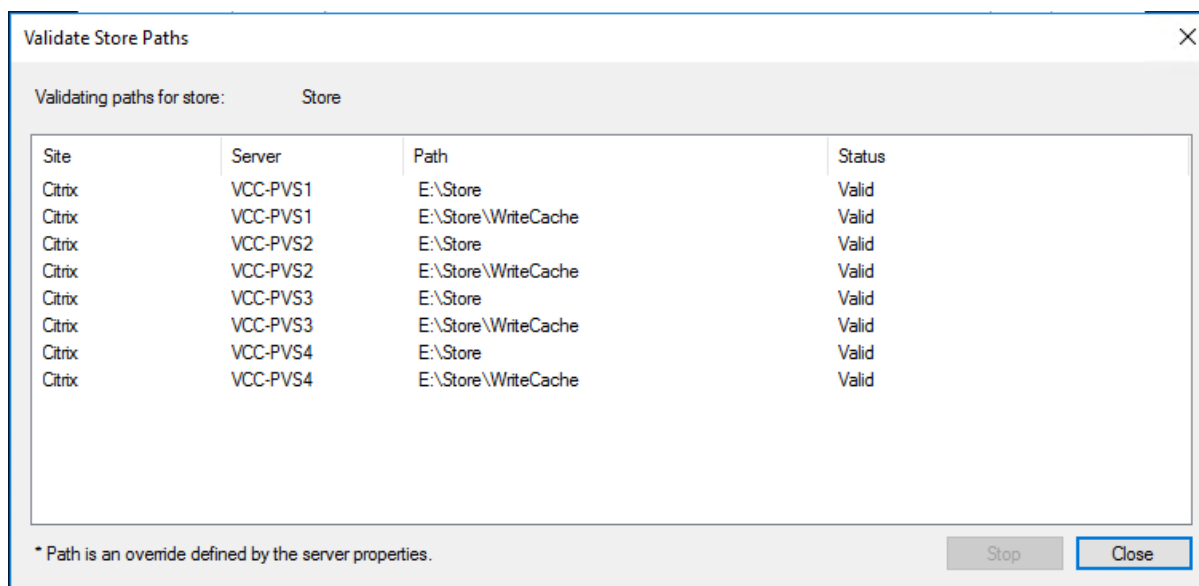 Validate Store Paths
Validating paths for store: Store
Site Server Path Status
Citrix VCC-PVS1 E:\Store Valid
Citrix VCC-PVS1 E:\Store\WriteCache Valid
Citrix VCC-PVS2 E:\Store Valid
Citrix VCC-PVS2 E:\Store\WriteCache Valid
Citrix VCC-PVS3 E:\Store Valid
Citrix VCC-PVS3 E:\Store\WriteCache Valid
Citrix VCC-PVS4 E:\Store Valid
Citrix VCC-PVS4 E:\Store\WriteCache Valid
* Path is an override defined by the server properties. Stop Close